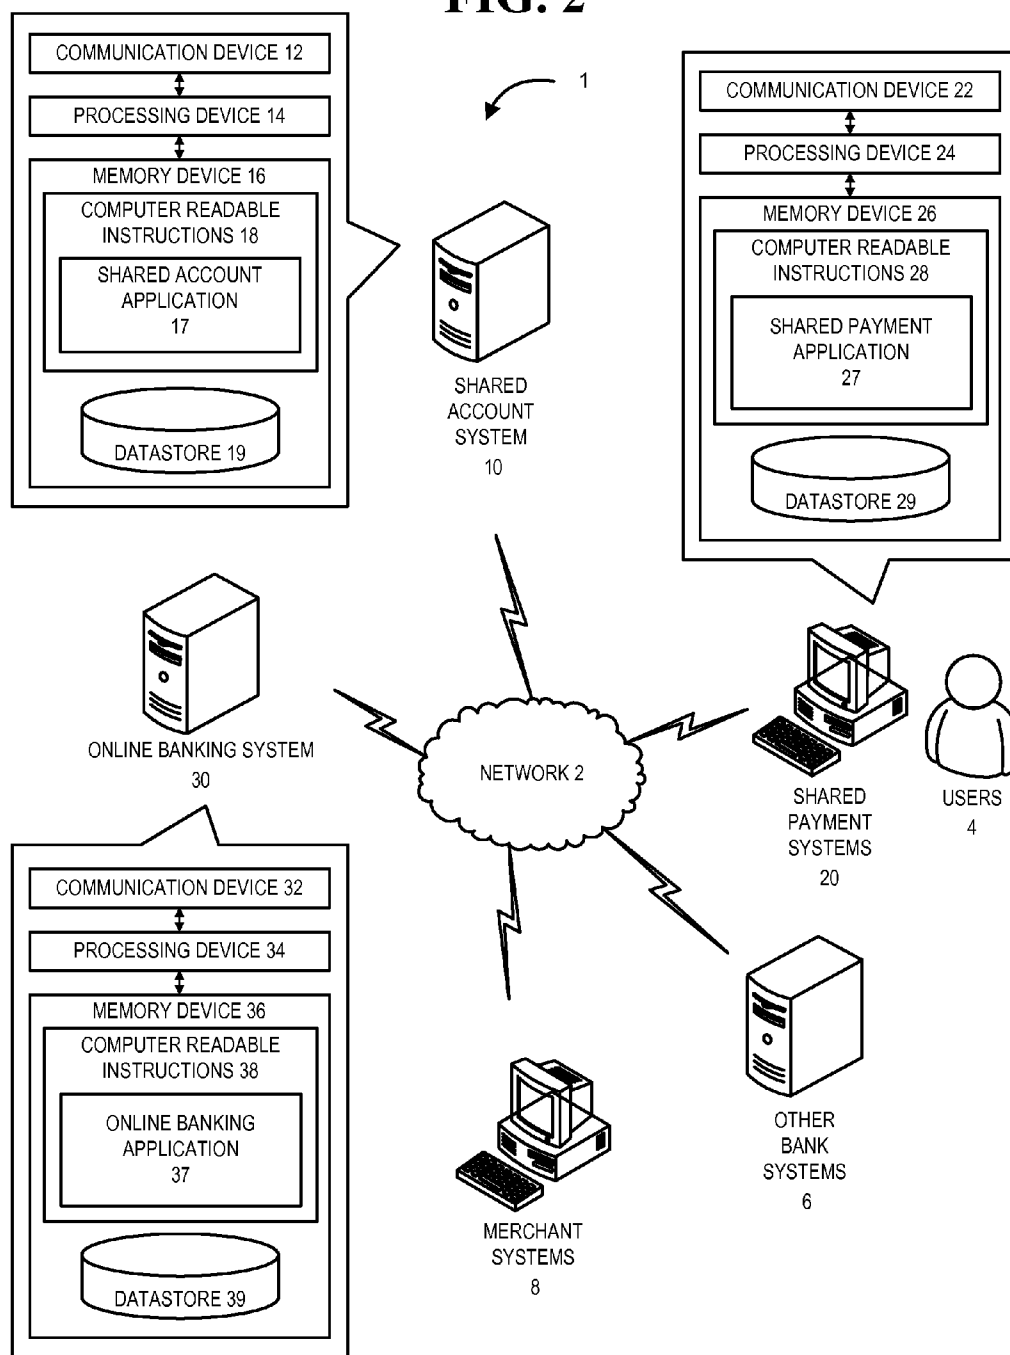 FIG. 2
COMMUNICATION DEVICE 12
PROCESSING DEVICE 14
MEMORY DEVICE 16
COMPUTER READABLE
INSTRUCTIONS 18
SHARED ACCOUNT
APPLICATION
17
DATASTORE 19
1
SHARED
ACCOUNT
SYSTEM
10
COMMUNICATION DEVICE 22
PROCESSING DEVICE 24
MEMORY DEVICE 26
COMPUTER READABLE
INSTRUCTIONS 28
SHARED PAYMENT
APPLICATION
27
DATASTORE 29
ONLINE BANKING SYSTEM
30
NETWORK 2
SHARED
PAYMENT
SYSTEMS
20
USERS
4
COMMUNICATION DEVICE 32
PROCESSING DEVICE 34
MEMORY DEVICE 36
COMPUTER READABLE
INSTRUCTIONS 38
ONLINE BANKING
APPLICATION
37
DATASTORE 39
MERCHANT
SYSTEMS
8
OTHER
BANK
SYSTEMS
6